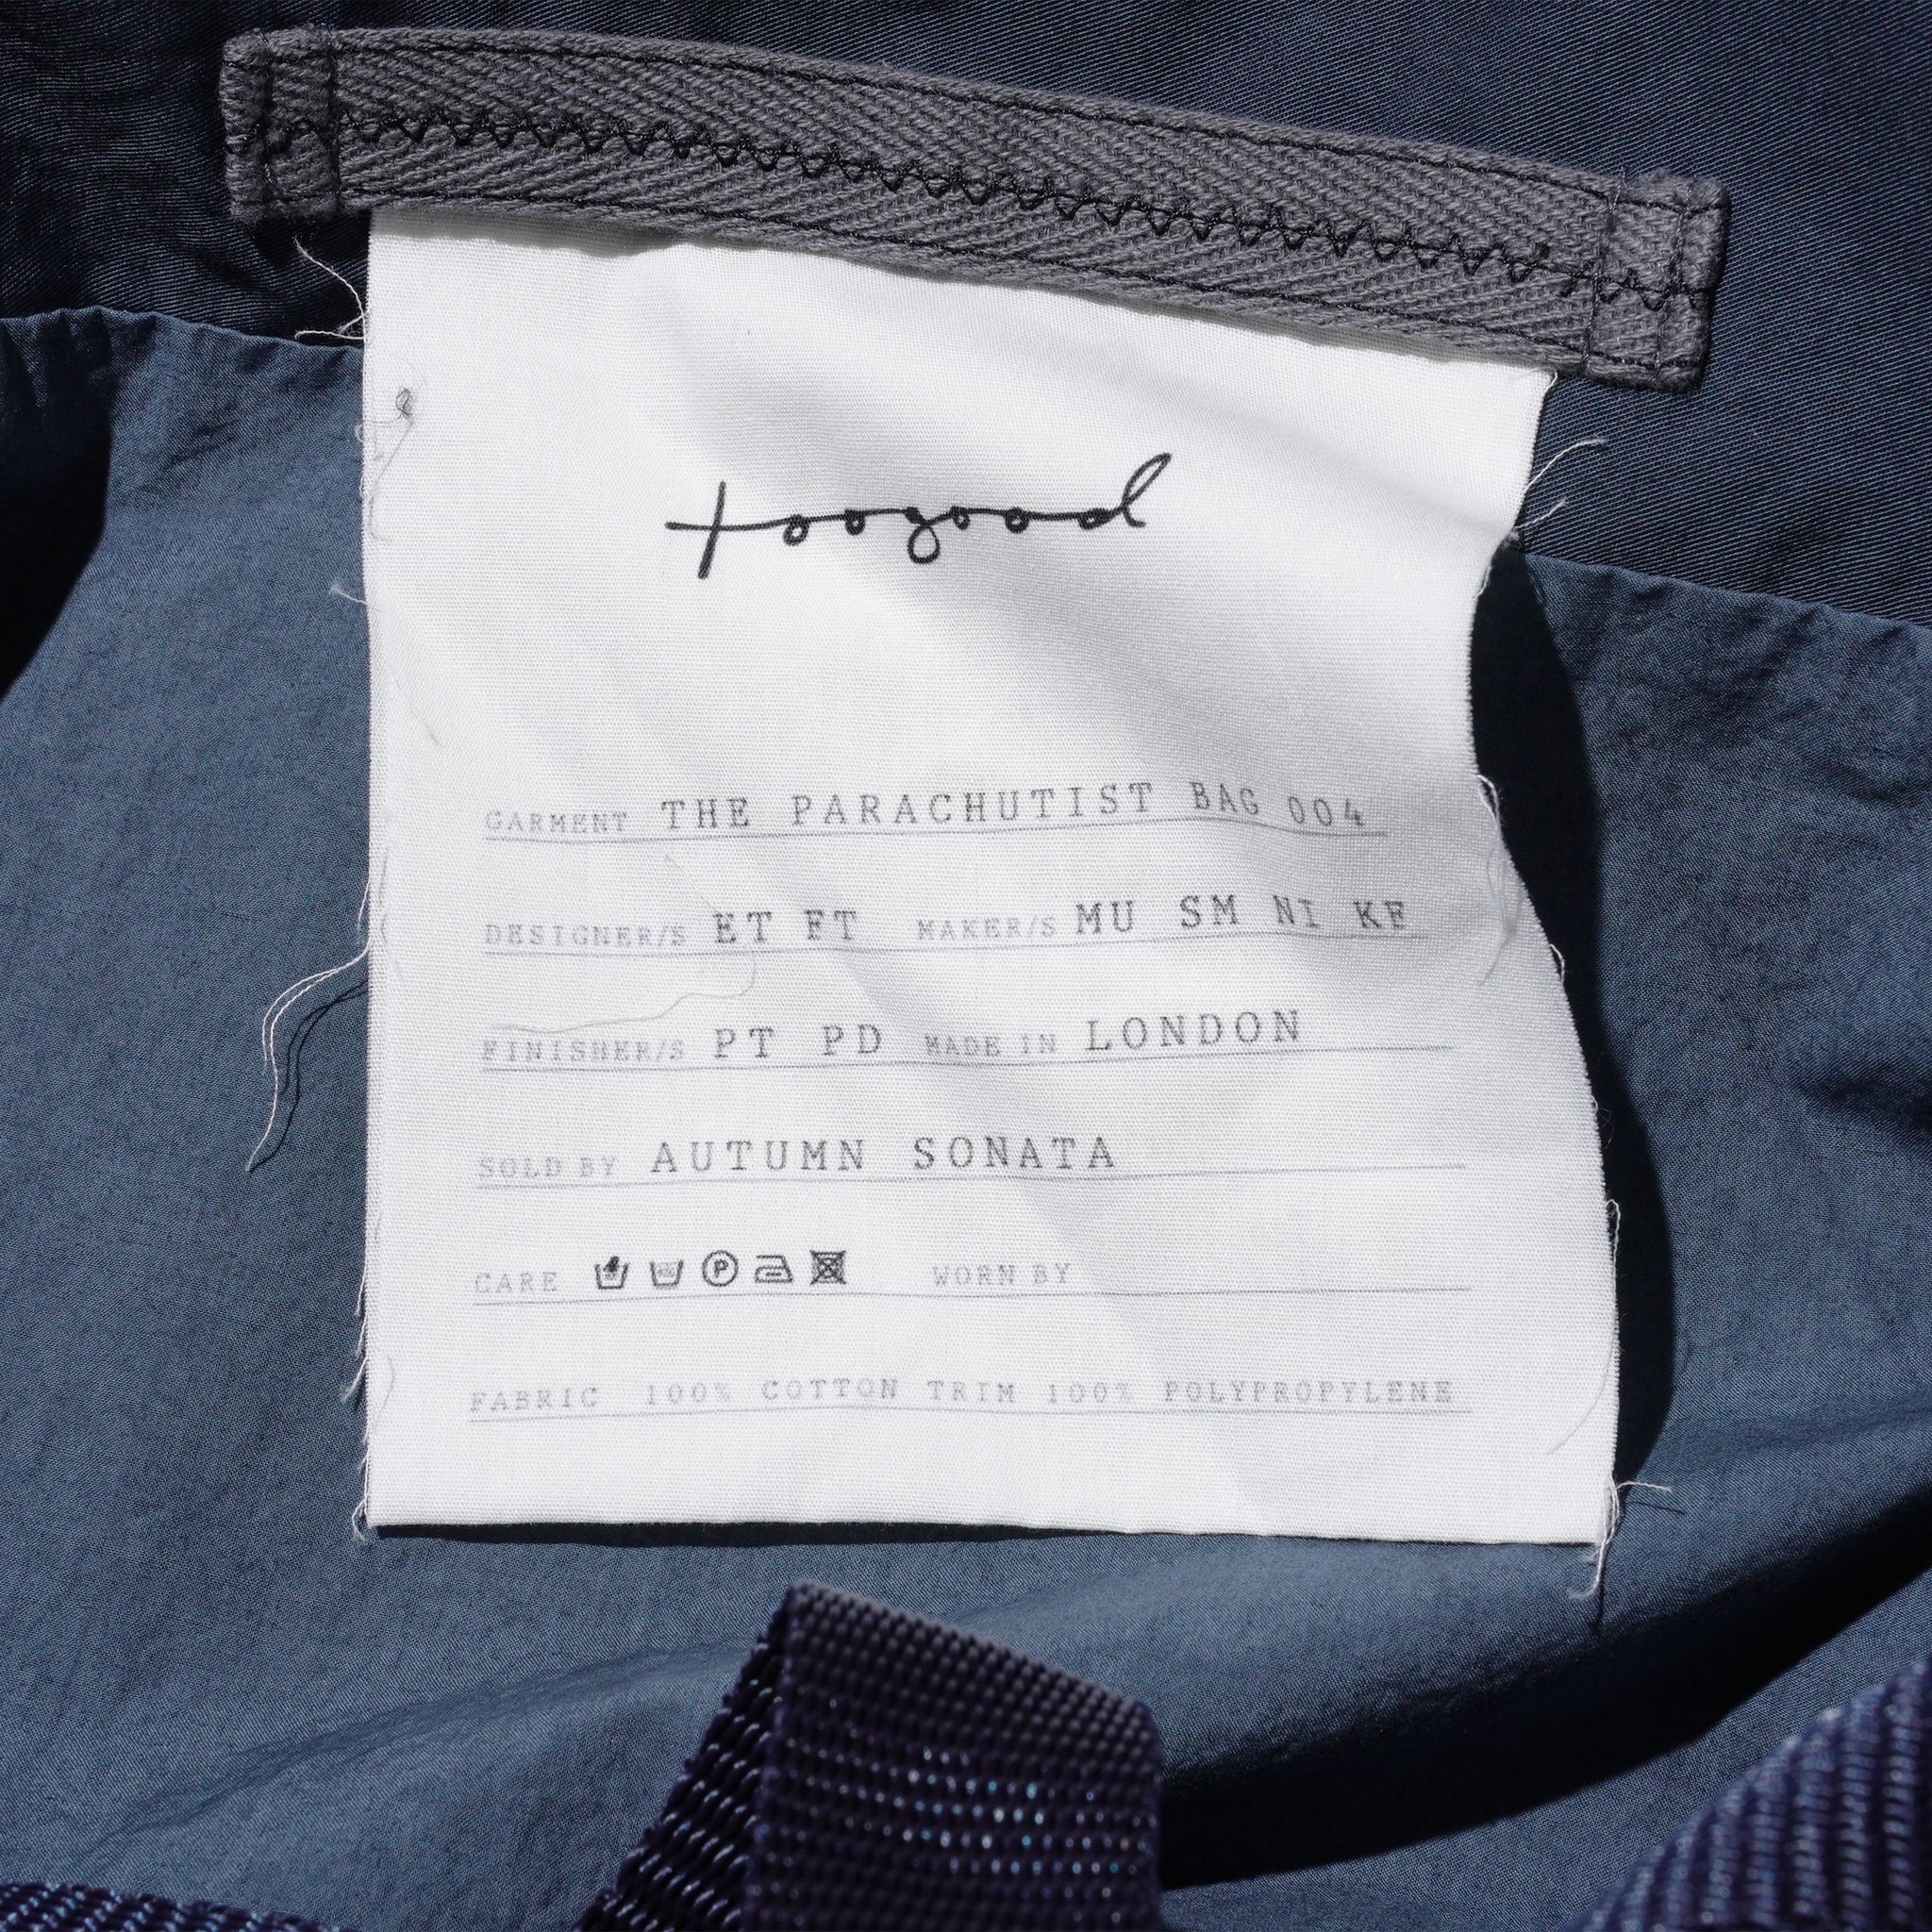 toogood
GARMENT THE PARACHUTIST BAG 004
DESIGNER/S ET FT MAKER/S MU SM NI KE
FINISHER/S PT PD MADE IN LONDON
SOLD BY AUTUMN SONATA
CARE P WORN BY
FABRIC 100% COTTON TRIM 100% POLYPROPYLENE